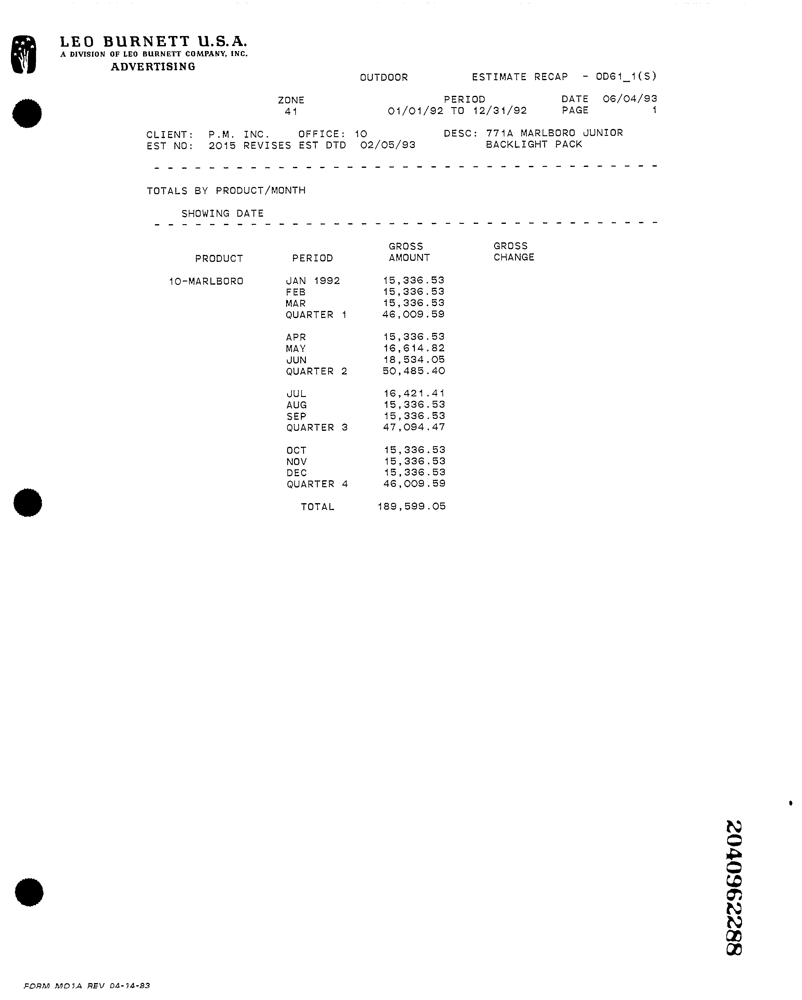 LEO BURNETT U.S.A.
A DIVISION OF LEO BURNETT COMPANY, INC.
ADVERTISING
OUTDOOR ESTIMATE RECAP - OD61_1(S)
ZONE PERIOD DATE 06/04/93
41 01/01/92 TO 12/31/92 PAGE 1
CLIENT: P.M. INC. OFFICE: 10 DESC: 771A MARLBORO JUNIOR
EST NO: 2015 REVISES EST DTD 02/05/93 BACKLIGHT PACK
TOTALS BY PRODUCT/MONTH
SHOWING DATE
GROSS GROSS
PRODUCT PERIOD AMOUNT CHANGE
10-MARLBORO JAN 1992 15,336.53
FEB 15,336.53
MAR 15,336.53
QUARTER 1 46,009.59
APR 15,336.53
MAY 16,614.82
JUN 18,534.05
QUARTER 2 50,485.40
JUL 16,421.41
AUG 15,336.53
SEP 15,336.53
QUARTER 3 47,094.47
OCT 15,336.53
NOV 15,336.53
DEC 15,336.53
QUARTER 4 46,009.59
TOTAL 189,599.05
2040962288
FORM MO1A REV 04-14-83